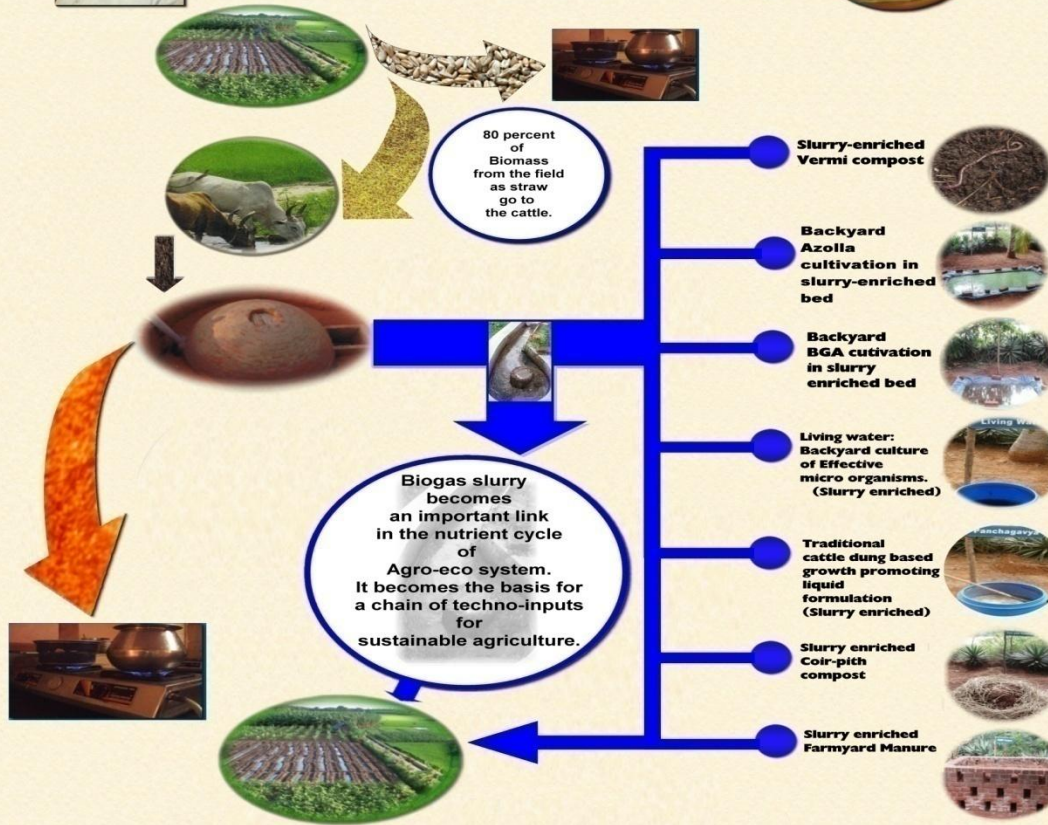 80 percent
of
Biomass
from the field
as straw
go to
the cattle.
Slurry-enriched
Vermi compost
Backyard
Azolla
cultivation in
slurry-enriched
bed
Backyard
BGA cutivation
in slurry
enriched bed
Living water:
Backyard culture
of Effective
micro organisms.
(Slurry enriched)
Living Wa
Traditional
cattle dung based
growth promoting
liquid
formulation
(Slurry enriched)
Panchagavya
Slurry enriched
Coir-pith
compost
Slurry enriched
Farmyard Manure
Biogas slurry
becomes
an important link
in the nutrient cycle
of
Agro-eco system.
It becomes the basis for
a chain of techno-inputs
for
sustainable agriculture.